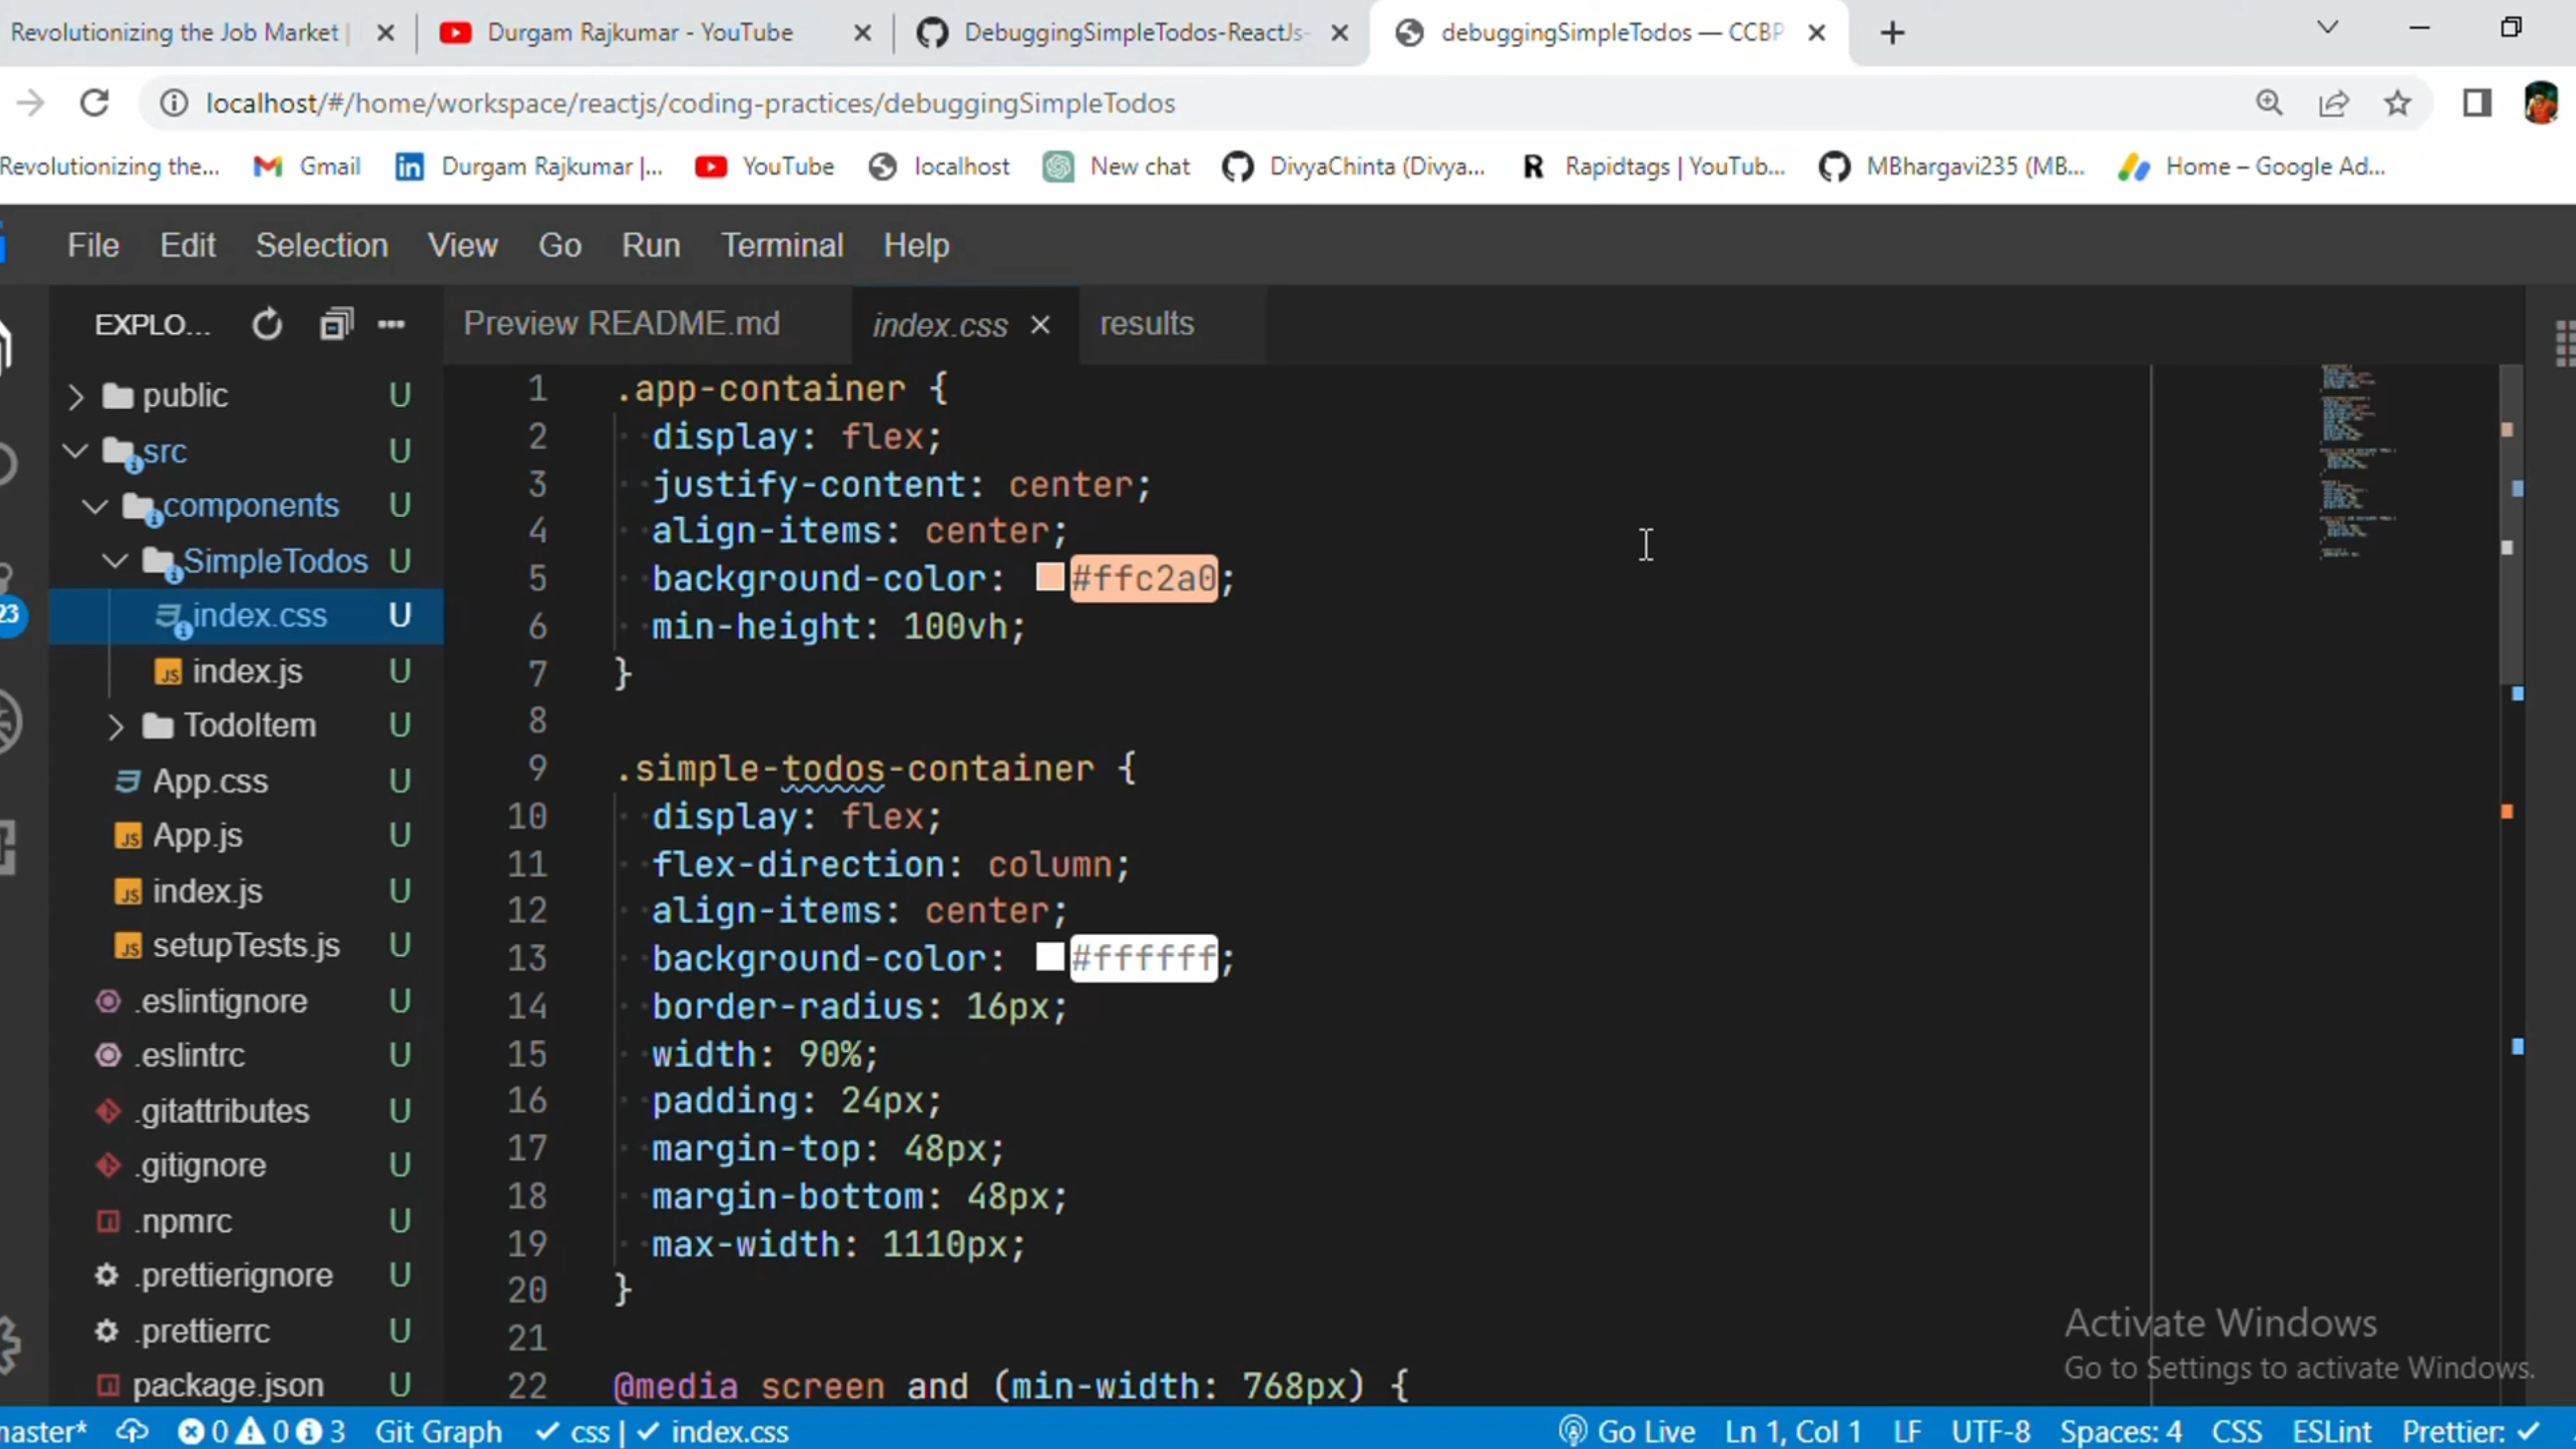 Revolutionizing the Job Market |
Durgam Rajkumar - YouTube
DebuggingSimpleTodos-ReactJs-
debuggingSimpleTodos — CCBP
localhost/#/home/workspace/reactjs/coding-practices/debuggingSimpleTodos
Revolutionizing the...
Gmail
Durgam Rajkumar |...
YouTube
localhost
New chat
DivyaChinta (Divya...
Rapidtags | YouTub...
MBhargavi235 (MB...
Home – Google Ad...
File Edit Selection View Go Run Terminal Help
EXPLO...
Preview README.md
index.css
results
public U
src U
components U
SimpleTodos U
index.css U
23
index.js U
TodoItem U
App.css U
App.js U
index.js U
setupTests.js U
.eslintignore U
.eslintrc U
.gitattributes U
.gitignore U
.npmrc U
.prettierignore U
.prettierrc U
package.json U
1 .app-container {
2 display: flex;
3 justify-content: center;
4 align-items: center;
5 background-color: #ffc2a0;
6 min-height: 100vh;
7 }
8
9 .simple-todos-container {
10 display: flex;
11 flex-direction: column;
12 align-items: center;
13 background-color: #ffffff;
14 border-radius: 16px;
15 width: 90%;
16 padding: 24px;
17 margin-top: 48px;
18 margin-bottom: 48px;
19 max-width: 1110px;
20 }
21
22 @media screen and (min-width: 768px) {
Activate Windows
Go to Settings to activate Windows.
master* 0 0 3 Git Graph ✓ css | ✓ index.css Go Live Ln 1, Col 1 LF UTF-8 Spaces: 4 CSS ESLint Prettier: ✓